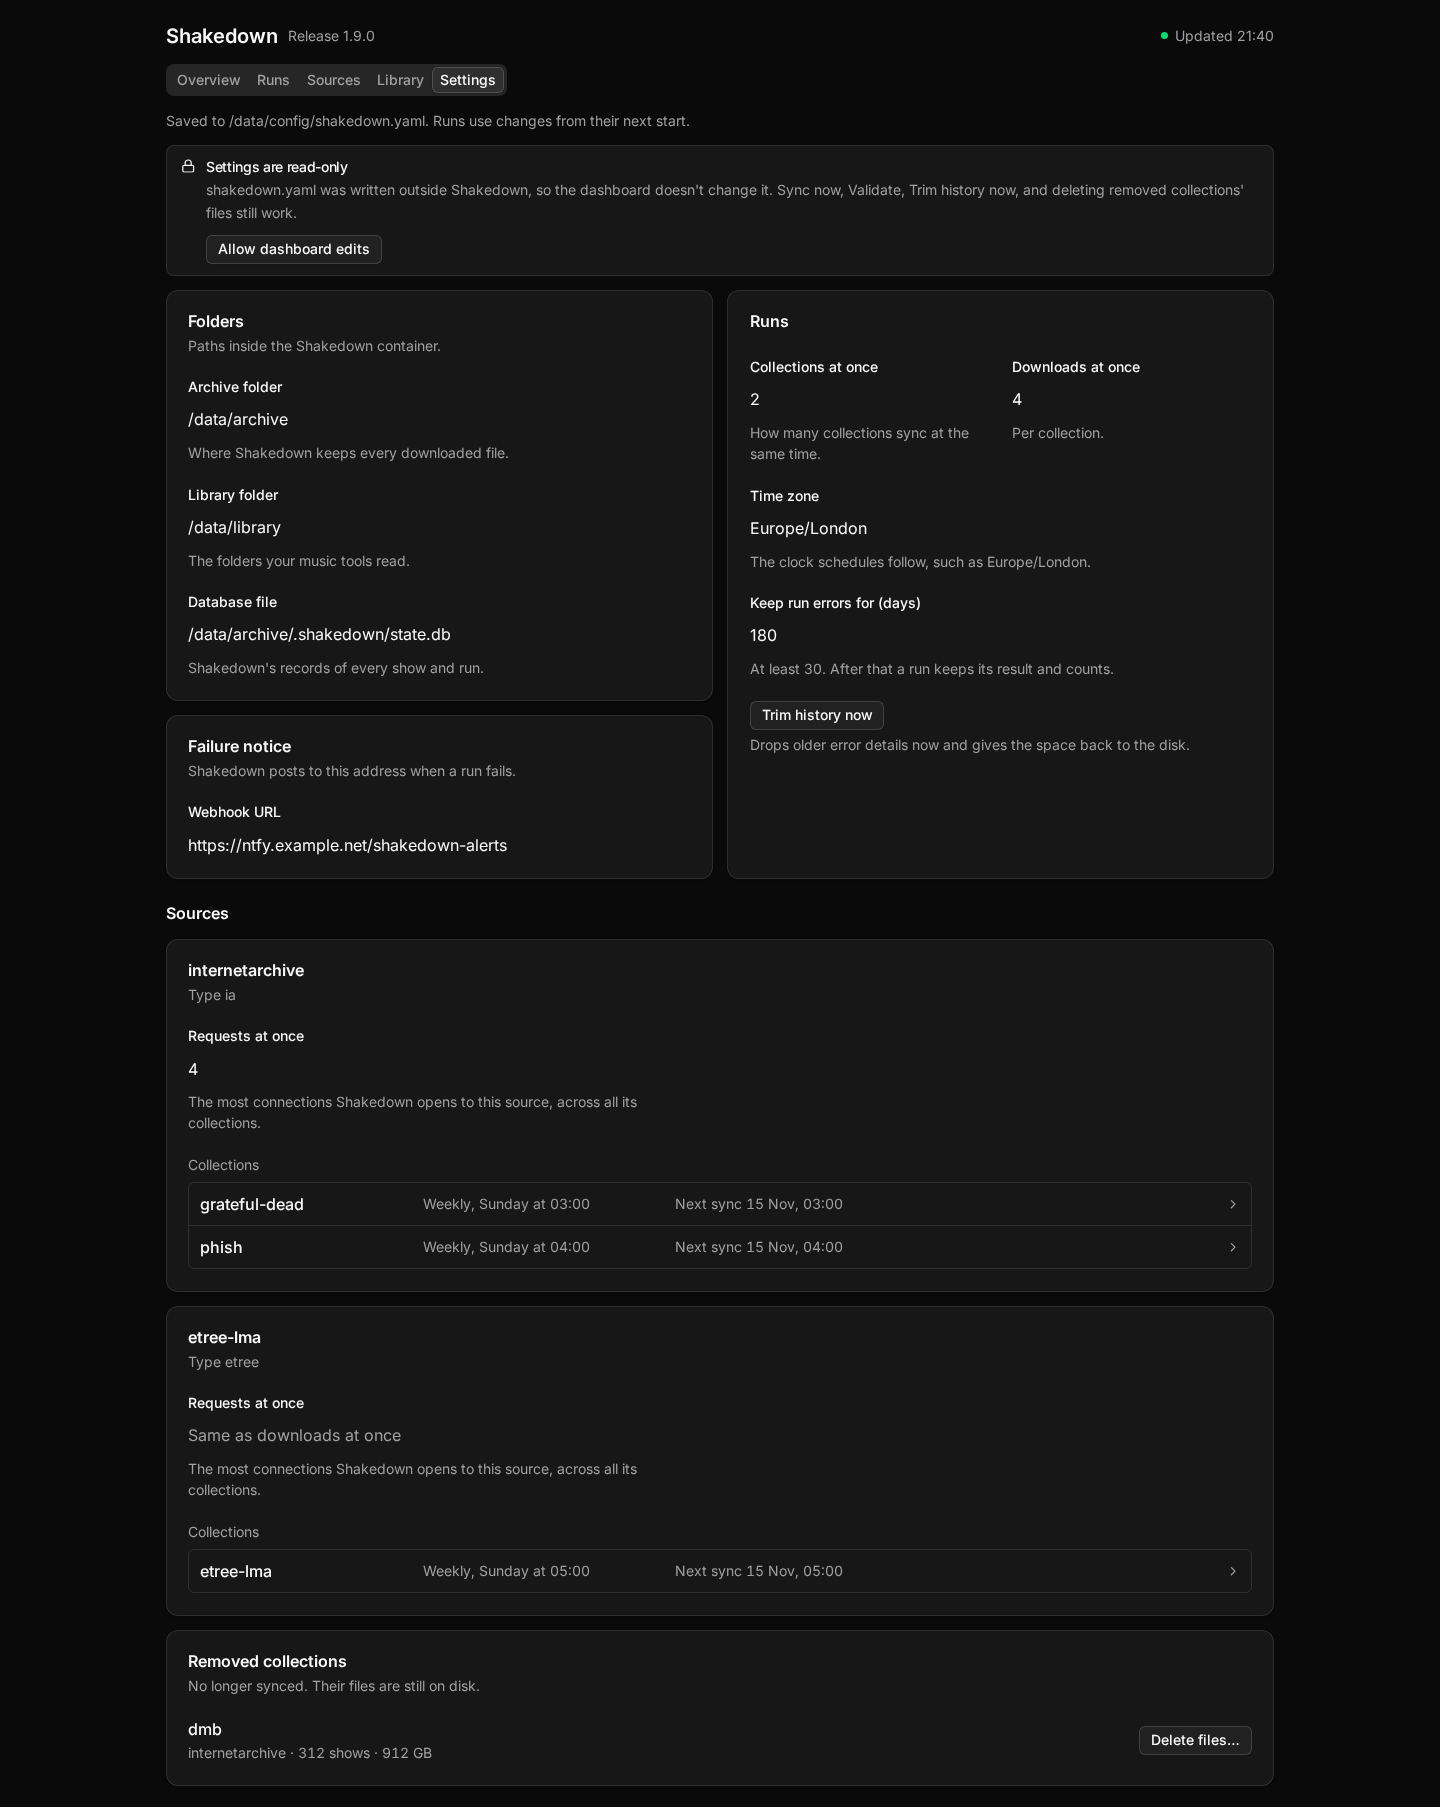 Shakedown Release 1.9.0
Updated 21:40
Overview Runs Sources Library Settings
Saved to /data/config/shakedown.yaml. Runs use changes from their next start.
Settings are read-only
shakedown.yaml was written outside Shakedown, so the dashboard doesn't change it. Sync now, Validate, Trim history now, and deleting removed collections'
files still work.
Allow dashboard edits
Folders
Paths inside the Shakedown container.
Archive folder
/data/archive
Where Shakedown keeps every downloaded file.
Library folder
/data/library
The folders your music tools read.
Database file
/data/archive/.shakedown/state.db
Shakedown's records of every show and run.
Failure notice
Shakedown posts to this address when a run fails.
Webhook URL
https://ntfy.example.net/shakedown-alerts
Runs
Collections at once
2
How many collections sync at the
same time.
Downloads at once
4
Per collection.
Time zone
Europe/London
The clock schedules follow, such as Europe/London.
Keep run errors for (days)
180
At least 30. After that a run keeps its result and counts.
Trim history now
Drops older error details now and gives the space back to the disk.
Sources
internetarchive
Type ia
Requests at once
4
The most connections Shakedown opens to this source, across all its
collections.
Collections
grateful-dead Weekly, Sunday at 03:00 Next sync 15 Nov, 03:00
phish Weekly, Sunday at 04:00 Next sync 15 Nov, 04:00
etree-lma
Type etree
Requests at once
Same as downloads at once
The most connections Shakedown opens to this source, across all its
collections.
Collections
etree-lma Weekly, Sunday at 05:00 Next sync 15 Nov, 05:00
Removed collections
No longer synced. Their files are still on disk.
dmb
internetarchive · 312 shows · 912 GB
Delete files…